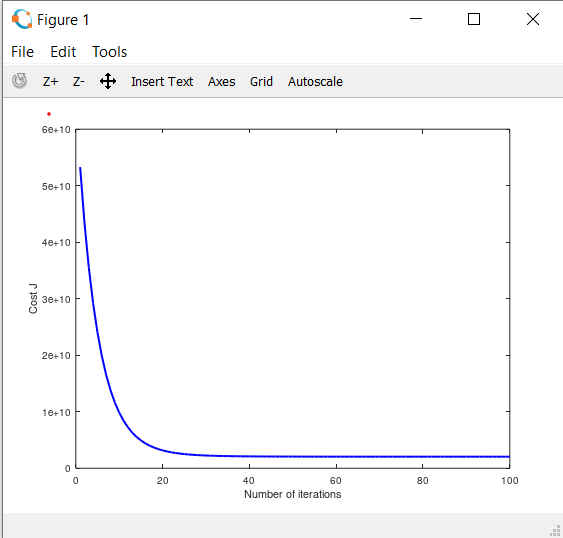 Figure 1
File Edit Tools
Z+ Z- Insert Text Axes Grid Autoscale
6e+10
5e+10
4e+10
3e+10
2e+10
1e+10
0
Cost J
0 20 40 60 80 100
Number of iterations